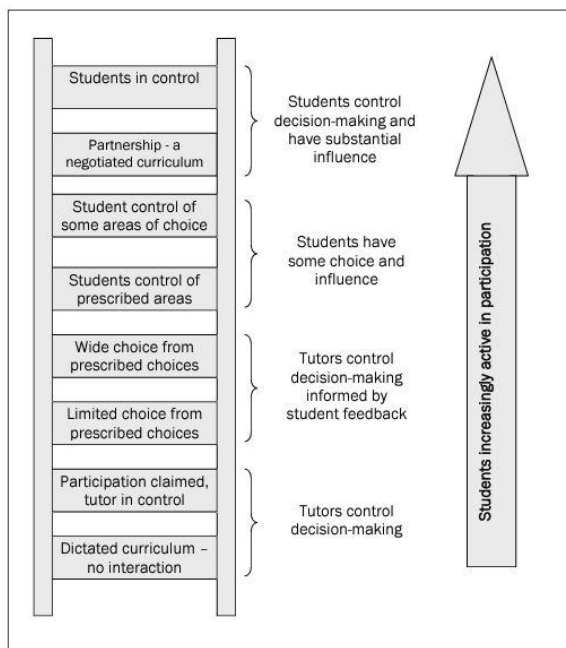 Students in control
Partnership - a
negotiated curriculum
Students control
decision-making and
have substantial
influence
Student control of
some areas of choice
Students control of
prescribed areas
Students have
some choice and
influence
Wide choice from
prescribed choices
Limited choice from
prescribed choices
Tutors control
decision-making
informed by
student feedback
Participation claimed,
tutor in control
Dictated curriculum –
no interaction
Tutors control
decision-making
Students increasingly active in participation